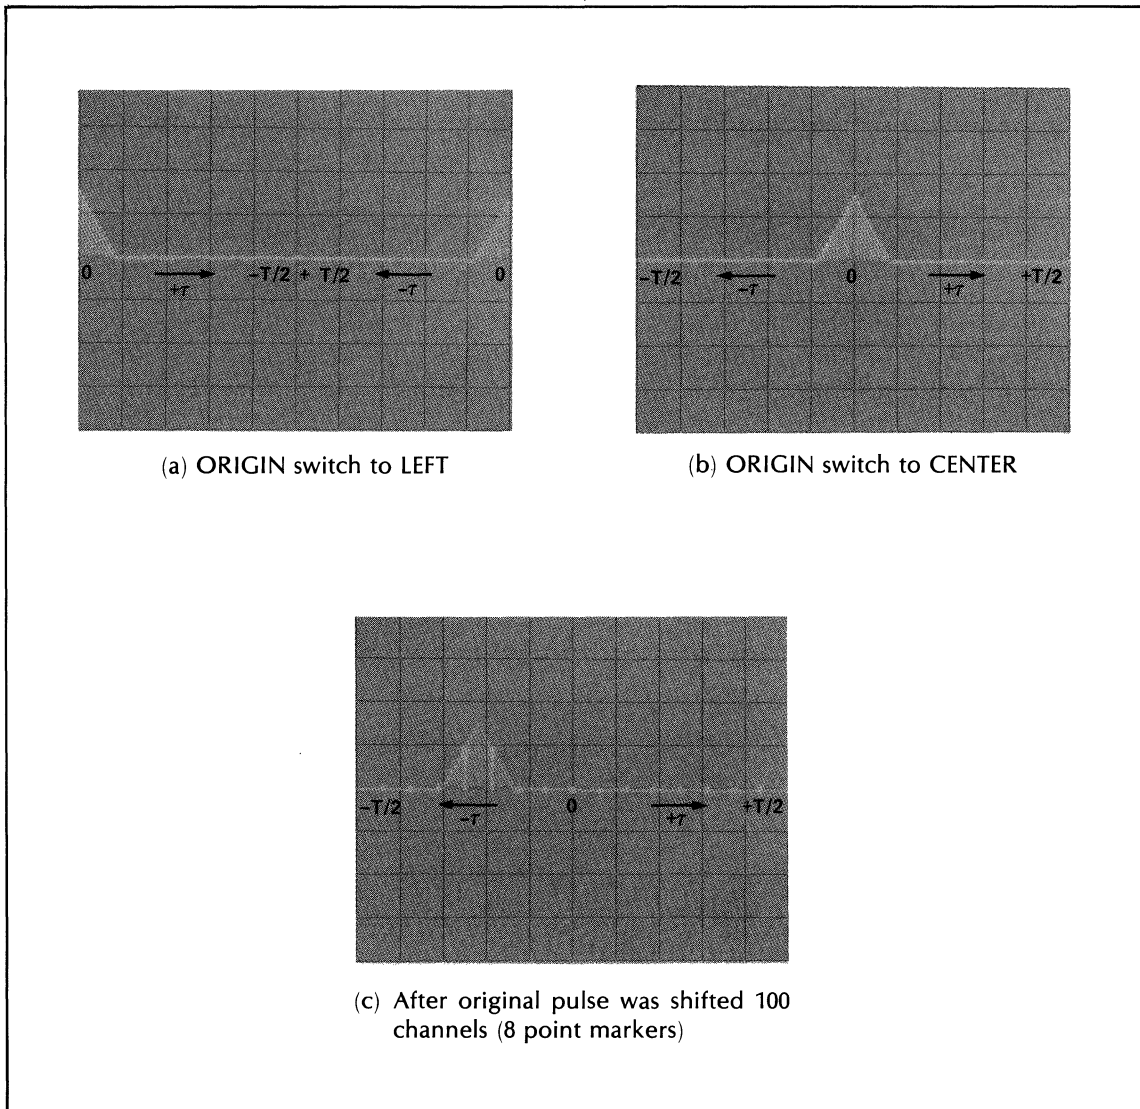 0 -T/2 + T/2 0
+τ -τ
(a) ORIGIN switch to LEFT
-T/2 0 +T/2
-τ +τ
(b) ORIGIN switch to CENTER
-T/2 0 +T/2
-τ +τ
(c) After original pulse was shifted 100
channels (8 point markers)